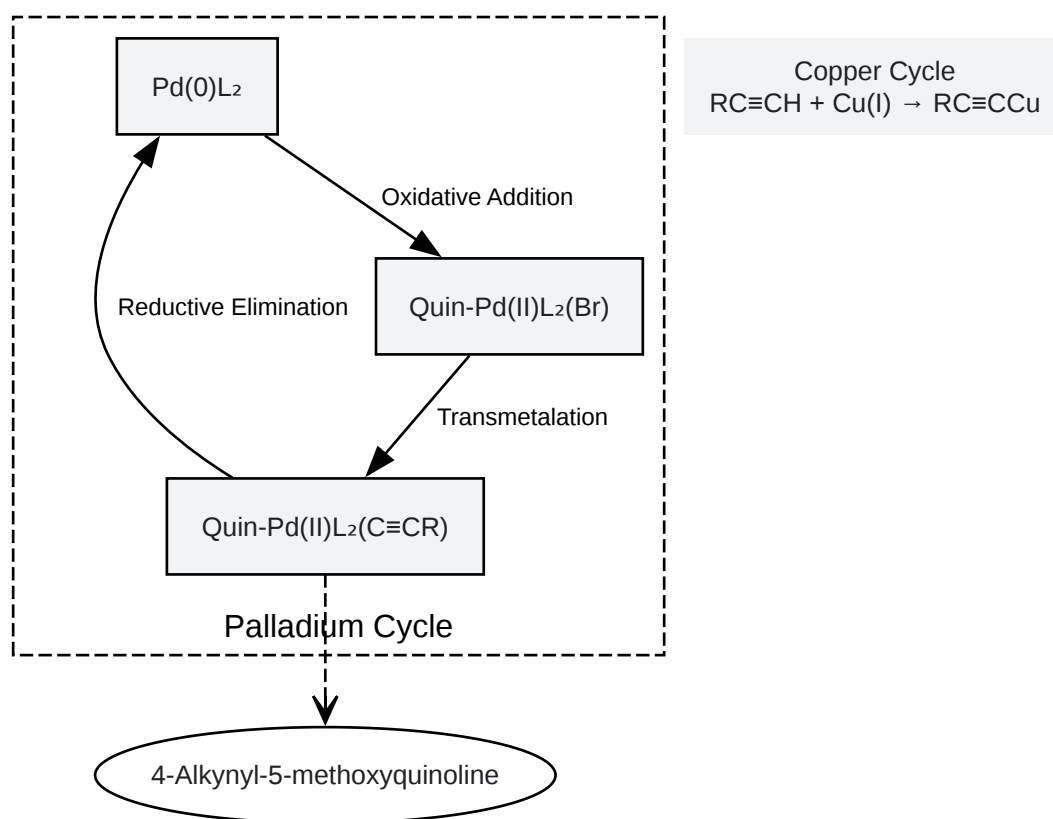 Pd(0)L₂
Copper Cycle
RC≡CH + Cu(I) → RC≡CCu
Oxidative Addition
Reductive Elimination
Quin-Pd(II)L₂(Br)
Transmetalation
Quin-Pd(II)L₂(C≡CR)
Palladium Cycle
4-Alkynyl-5-methoxyquinoline